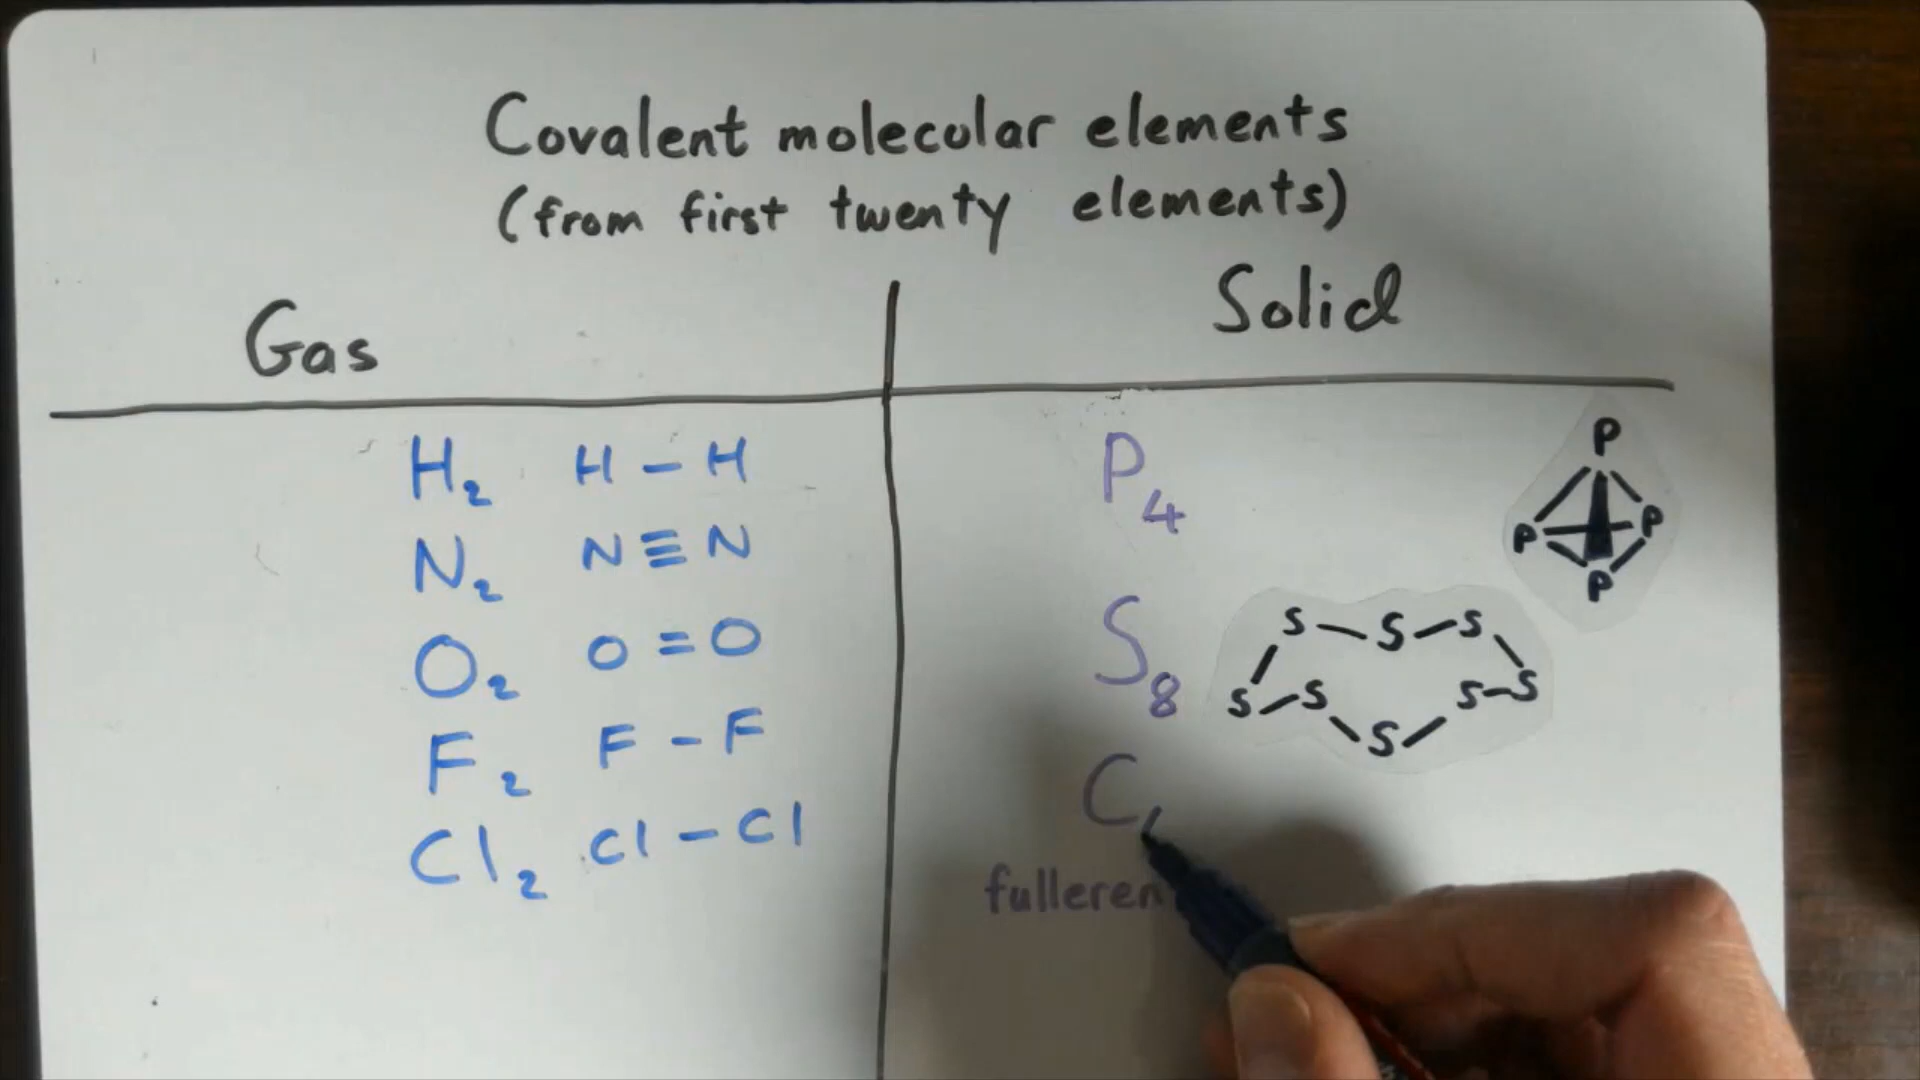 Covalent molecular elements
(from first twenty elements)
Gas
Solid
H₂ H – H
N₂ N ≡ N
O₂ O = O
F₂ F – F
Cl₂ Cl – Cl
P₄
P
P P
P
S₈
S – S – S
S – S S – S
S
C
fulleren